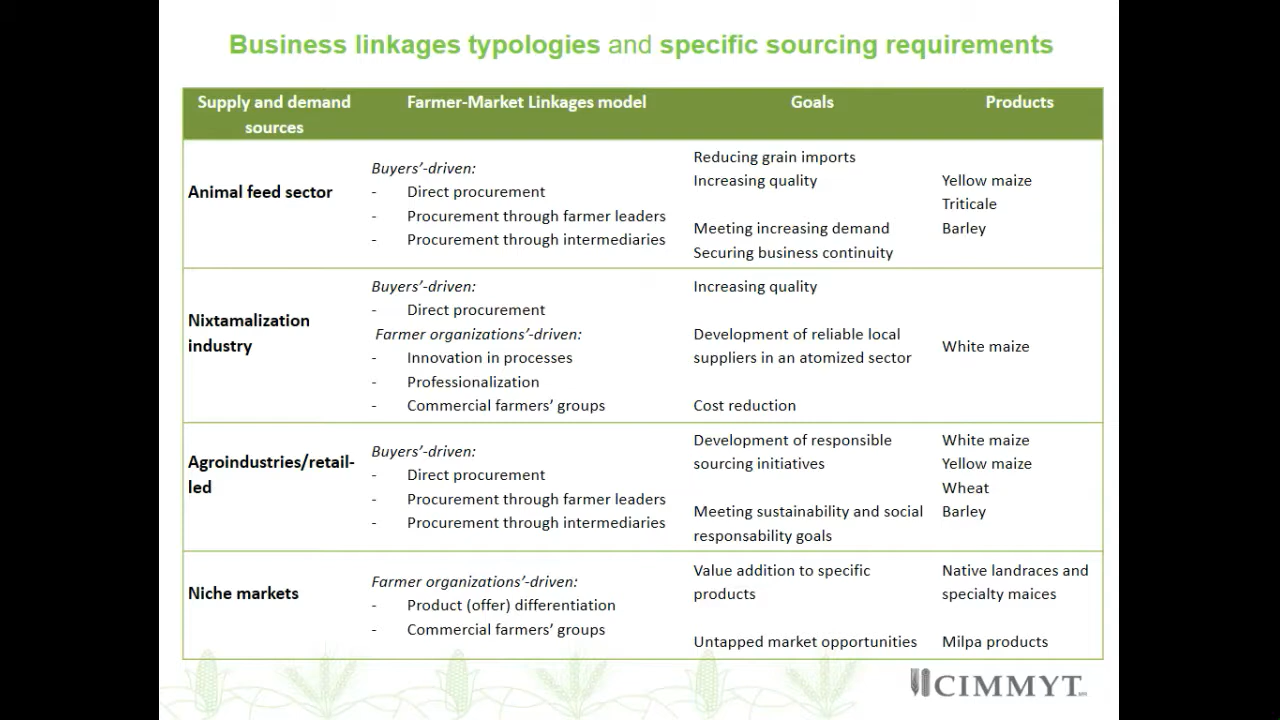 Business linkages typologies and specific sourcing requirements
Supply and demand sources
Farmer-Market Linkages model
Goals
Products
Animal feed sector
Buyers'-driven:
- Direct procurement
- Procurement through farmer leaders
- Procurement through intermediaries
Reducing grain imports
Increasing quality
Meeting increasing demand
Securing business continuity
Yellow maize
Triticale
Barley
Nixtamalization
industry
Buyers'-driven:
- Direct procurement
Farmer organizations'-driven:
- Innovation in processes
- Professionalization
- Commercial farmers' groups
Increasing quality
Development of reliable local
suppliers in an atomized sector
Cost reduction
White maize
Agroindustries/retail-
led
Buyers'-driven:
- Direct procurement
- Procurement through farmer leaders
- Procurement through intermediaries
Development of responsible
sourcing initiatives
Meeting sustainability and social
responsability goals
White maize
Yellow maize
Wheat
Barley
Niche markets
Farmer organizations'-driven:
- Product (offer) differentiation
- Commercial farmers' groups
Value addition to specific
products
Untapped market opportunities
Native landraces and
specialty maices
Milpa products
CIMMYT